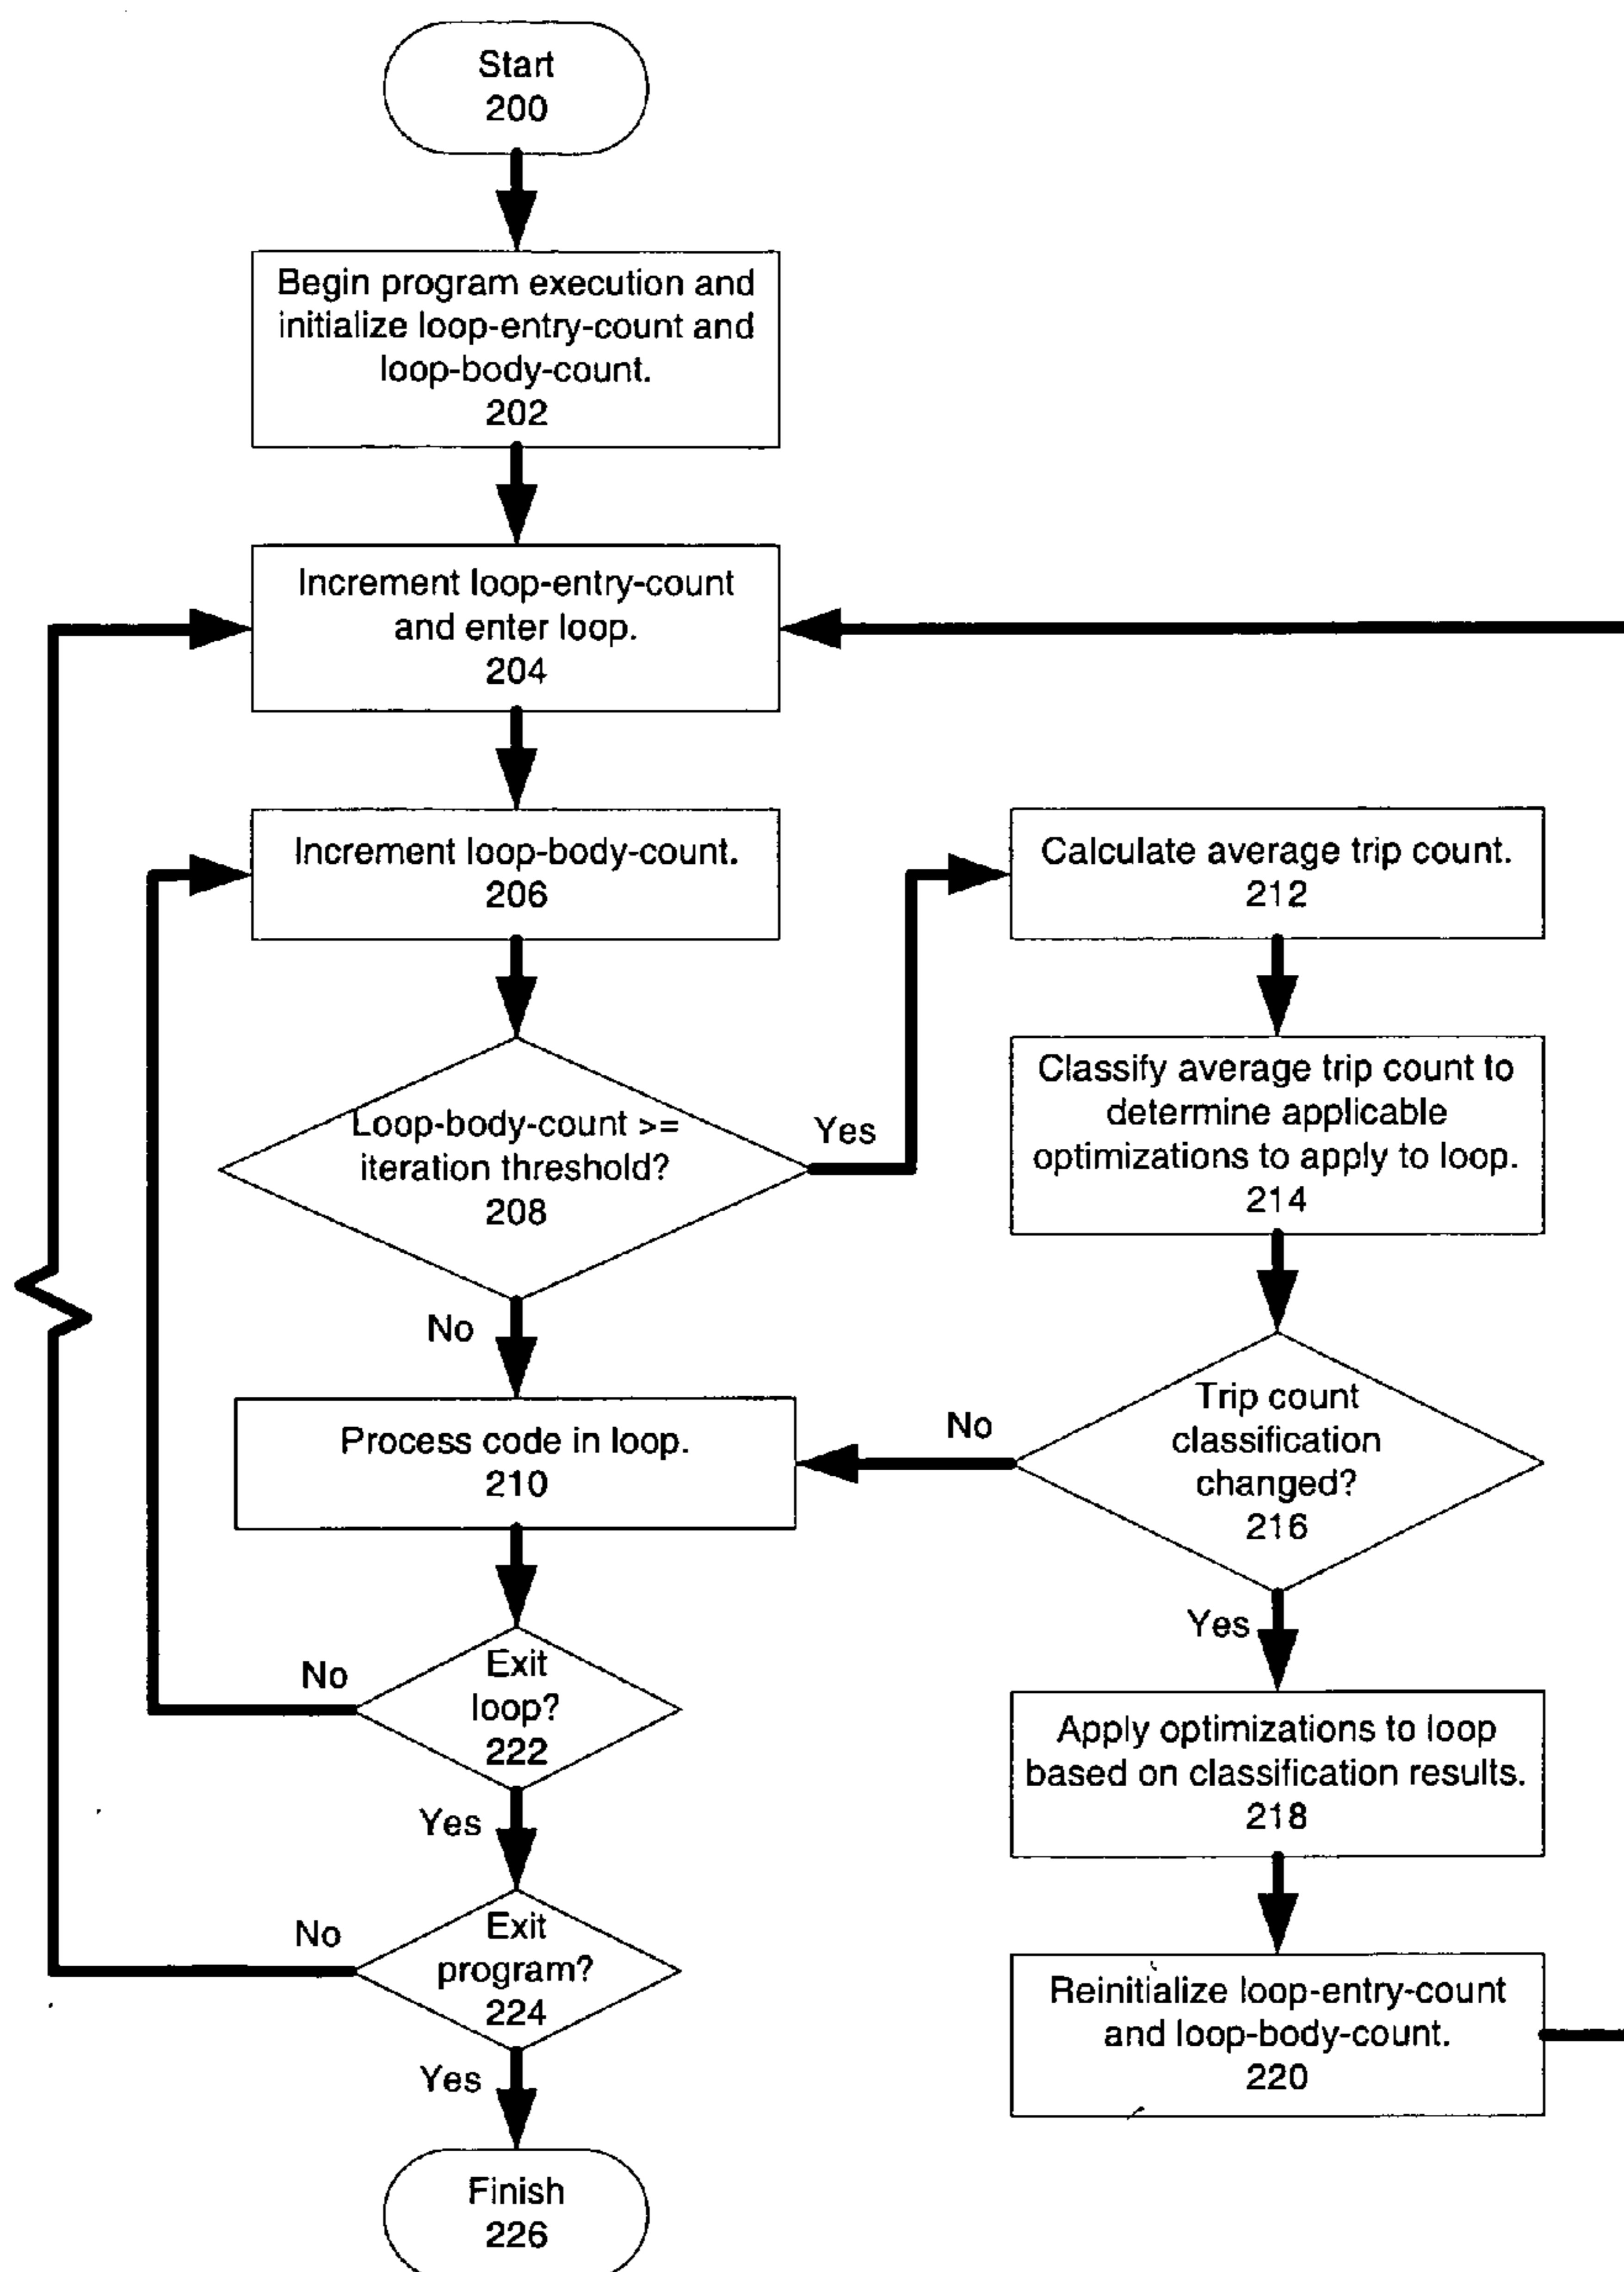 Start
200
Begin program execution and
initialize loop-entry-count and
loop-body-count.
202
Increment loop-entry-count
and enter loop.
204
Increment loop-body-count.
206
Calculate average trip count.
212
Loop-body-count >=
iteration threshold?
208
Yes
No
Classify average trip count to
determine applicable
optimizations to apply to loop.
214
Trip count
classification
changed?
216
No
Yes
Process code in loop.
210
Exit
loop?
222
No
Yes
Apply optimizations to loop
based on classification results.
218
Exit
program?
224
No
Yes
Reinitialize loop-entry-count
and loop-body-count.
220
Finish
226